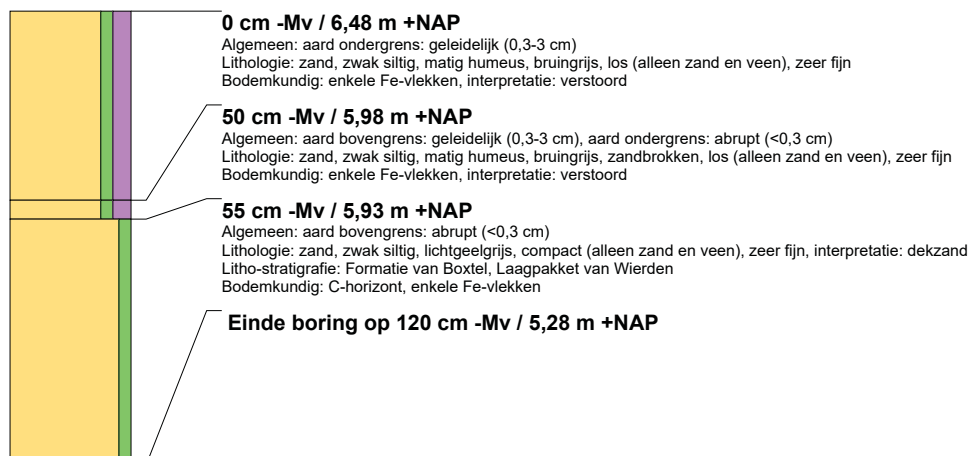 0 cm -Mv / 6,48 m +NAP
Algemeen: aard ondergrens: geleidelijk (0,3-3 cm)
Lithologie: zand, zwak siltig, matig humeus, bruingrijs, los (alleen zand en veen), zeer fijn
Bodemkundig: enkele Fe-vlekken, interpretatie: verstoord
50 cm -Mv / 5,98 m +NAP
Algemeen: aard bovengrens: geleidelijk (0,3-3 cm), aard ondergrens: abrupt (<0,3 cm)
Lithologie: zand, zwak siltig, matig humeus, bruingrijs, zandbrokken, los (alleen zand en veen), zeer fijn
Bodemkundig: enkele Fe-vlekken, interpretatie: verstoord
55 cm -Mv / 5,93 m +NAP
Algemeen: aard bovengrens: abrupt (<0,3 cm)
Lithologie: zand, zwak siltig, lichtgeelgrijs, compact (alleen zand en veen), zeer fijn, interpretatie: dekzand
Litho-stratigrafie: Formatie van Boxtel, Laagpakket van Wierden
Bodemkundig: C-horizont, enkele Fe-vlekken
Einde boring op 120 cm -Mv / 5,28 m +NAP